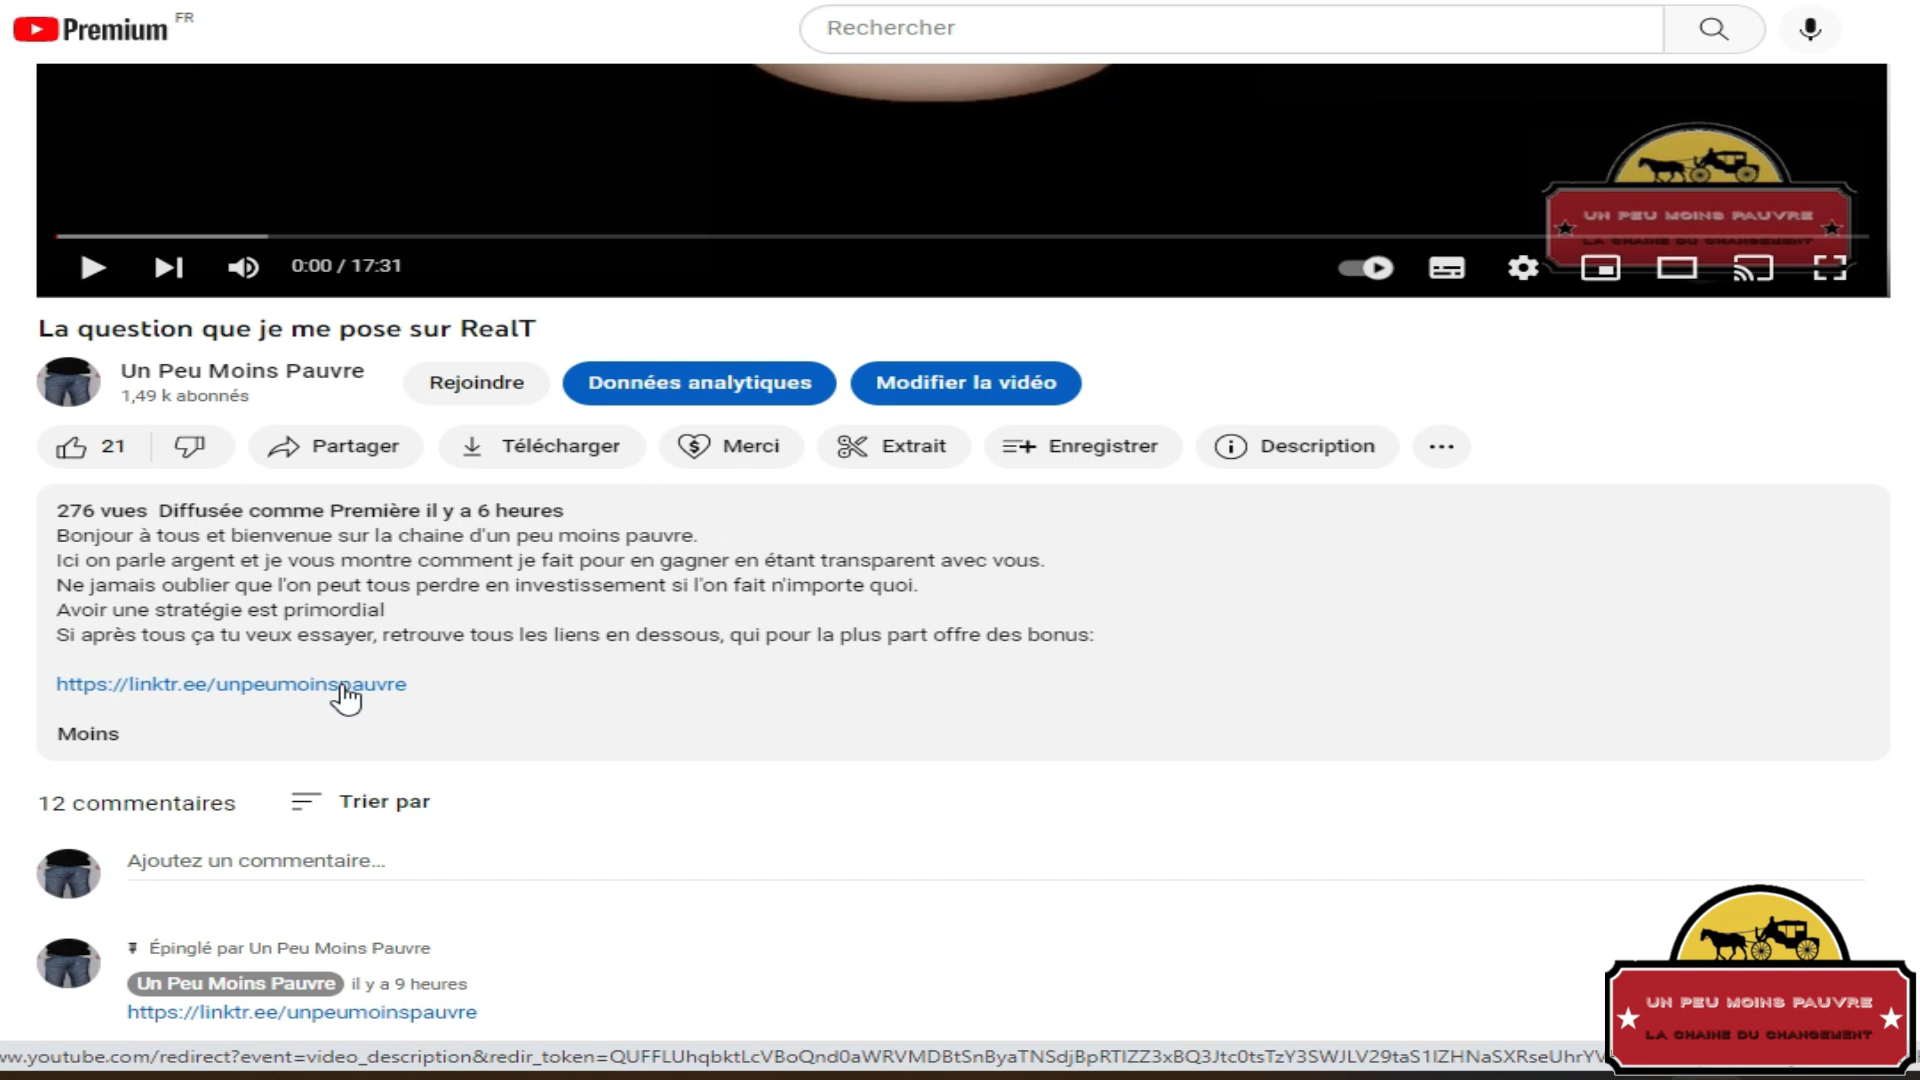 Premium FR
Rechercher
UN PEU MOINS PAUVRE
LA CHAINE DU CHANGEMENT
0:00 / 17:31
La question que je me pose sur RealT
Un Peu Moins Pauvre
1,49 k abonnés
Rejoindre
Données analytiques
Modifier la vidéo
21
Partager
Télécharger
Merci
Extrait
Enregistrer
Description
276 vues Diffusée comme Première il y a 6 heures
Bonjour à tous et bienvenue sur la chaine d'un peu moins pauvre.
Ici on parle argent et je vous montre comment je fait pour en gagner en étant transparent avec vous.
Ne jamais oublier que l'on peut tous perdre en investissement si l'on fait n'importe quoi.
Avoir une stratégie est primordial
Si après tous ça tu veux essayer, retrouve tous les liens en dessous, qui pour la plus part offre des bonus:
https://linktr.ee/unpeumoinspauvre
Moins
12 commentaires
Trier par
Ajoutez un commentaire...
Épinglé par Un Peu Moins Pauvre
Un Peu Moins Pauvre il y a 9 heures
https://linktr.ee/unpeumoinspauvre
UN PEU MOINS PAUVRE
LA CHAINE DU CHANGEMENT